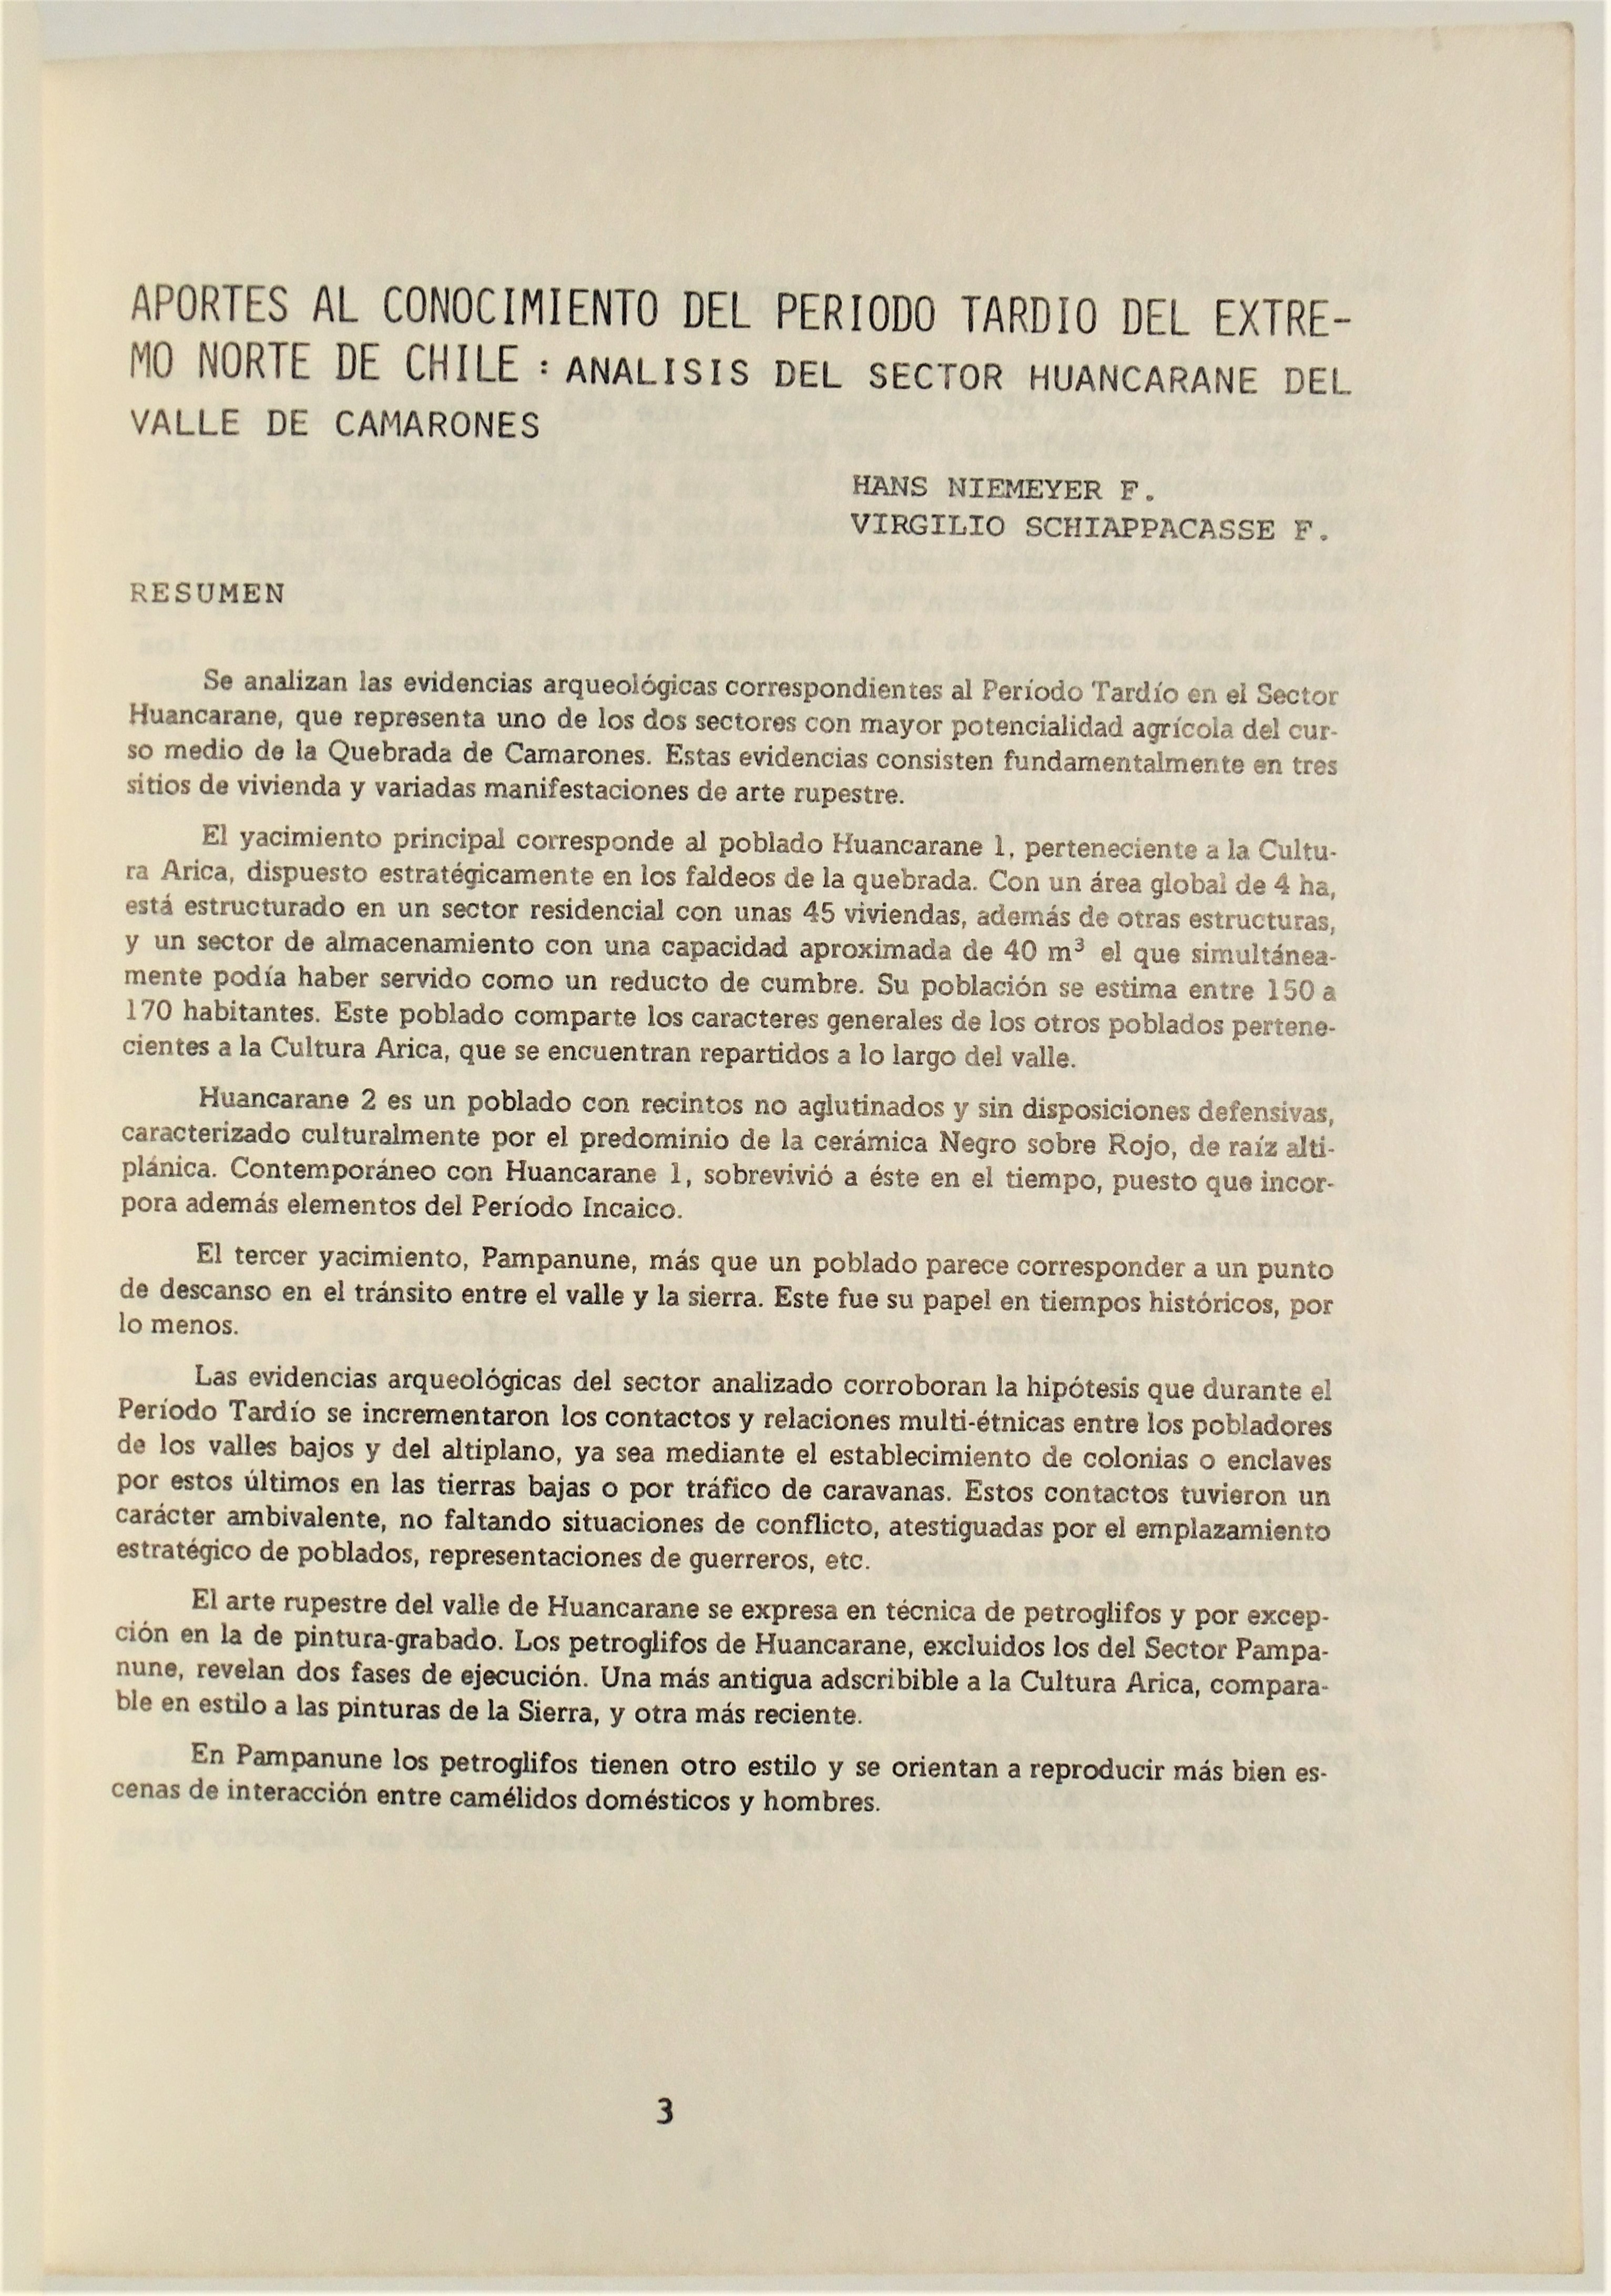 APORTES AL CONOCIMIENTO DEL PERIODO TARDIO DEL EXTRE-
MO NORTE DE CHILE : ANALISIS DEL SECTOR HUANCARANE DEL
VALLE DE CAMARONES
HANS NIEMEYER F.
VIRGILIO SCHIAPPACASSE F.
RESUMEN
Se analizan las evidencias arqueológicas correspondientes al Período Tardío en el Sector
Huancarane, que representa uno de los dos sectores con mayor potencialidad agrícola del cur-
so medio de la Quebrada de Camarones. Estas evidencias consisten fundamentalmente en tres
sitios de vivienda y variadas manifestaciones de arte rupestre.
El yacimiento principal corresponde al poblado Huancarane 1, perteneciente a la Cultu-
ra Arica, dispuesto estratégicamente en los faldeos de la quebrada. Con un área global de 4 ha,
está estructurado en un sector residencial con unas 45 viviendas, además de otras estructuras,
y un sector de almacenamiento con una capacidad aproximada de 40 m³ el que simultánea-
mente podía haber servido como un reducto de cumbre. Su población se estima entre 150 a
170 habitantes. Este poblado comparte los caracteres generales de los otros poblados pertene-
cientes a la Cultura Arica, que se encuentran repartidos a lo largo del valle.
Huancarane 2 es un poblado con recintos no aglutinados y sin disposiciones defensivas,
caracterizado culturalmente por el predominio de la cerámica Negro sobre Rojo, de raíz alti-
plánica. Contemporáneo con Huancarane 1, sobrevivió a éste en el tiempo, puesto que incor-
pora además elementos del Período Incaico.
El tercer yacimiento, Pampanune, más que un poblado parece corresponder a un punto
de descanso en el tránsito entre el valle y la sierra. Este fue su papel en tiempos históricos, por
lo menos.
Las evidencias arqueológicas del sector analizado corroboran la hipótesis que durante el
Período Tardío se incrementaron los contactos y relaciones multi-étnicas entre los pobladores
de los valles bajos y del altiplano, ya sea mediante el establecimiento de colonias o enclaves
por estos últimos en las tierras bajas o por tráfico de caravanas. Estos contactos tuvieron un
carácter ambivalente, no faltando situaciones de conflicto, atestiguadas por el emplazamiento
estratégico de poblados, representaciones de guerreros, etc.
El arte rupestre del valle de Huancarane se expresa en técnica de petroglifos y por excep-
ción en la de pintura-grabado. Los petroglifos de Huancarane, excluidos los del Sector Pampa-
nune, revelan dos fases de ejecución. Una más antigua adscribible a la Cultura Arica, compara-
ble en estilo a las pinturas de la Sierra, y otra más reciente.
En Pampanune los petroglifos tienen otro estilo y se orientan a reproducir más bien es-
cenas de interacción entre camélidos domésticos y hombres.
3